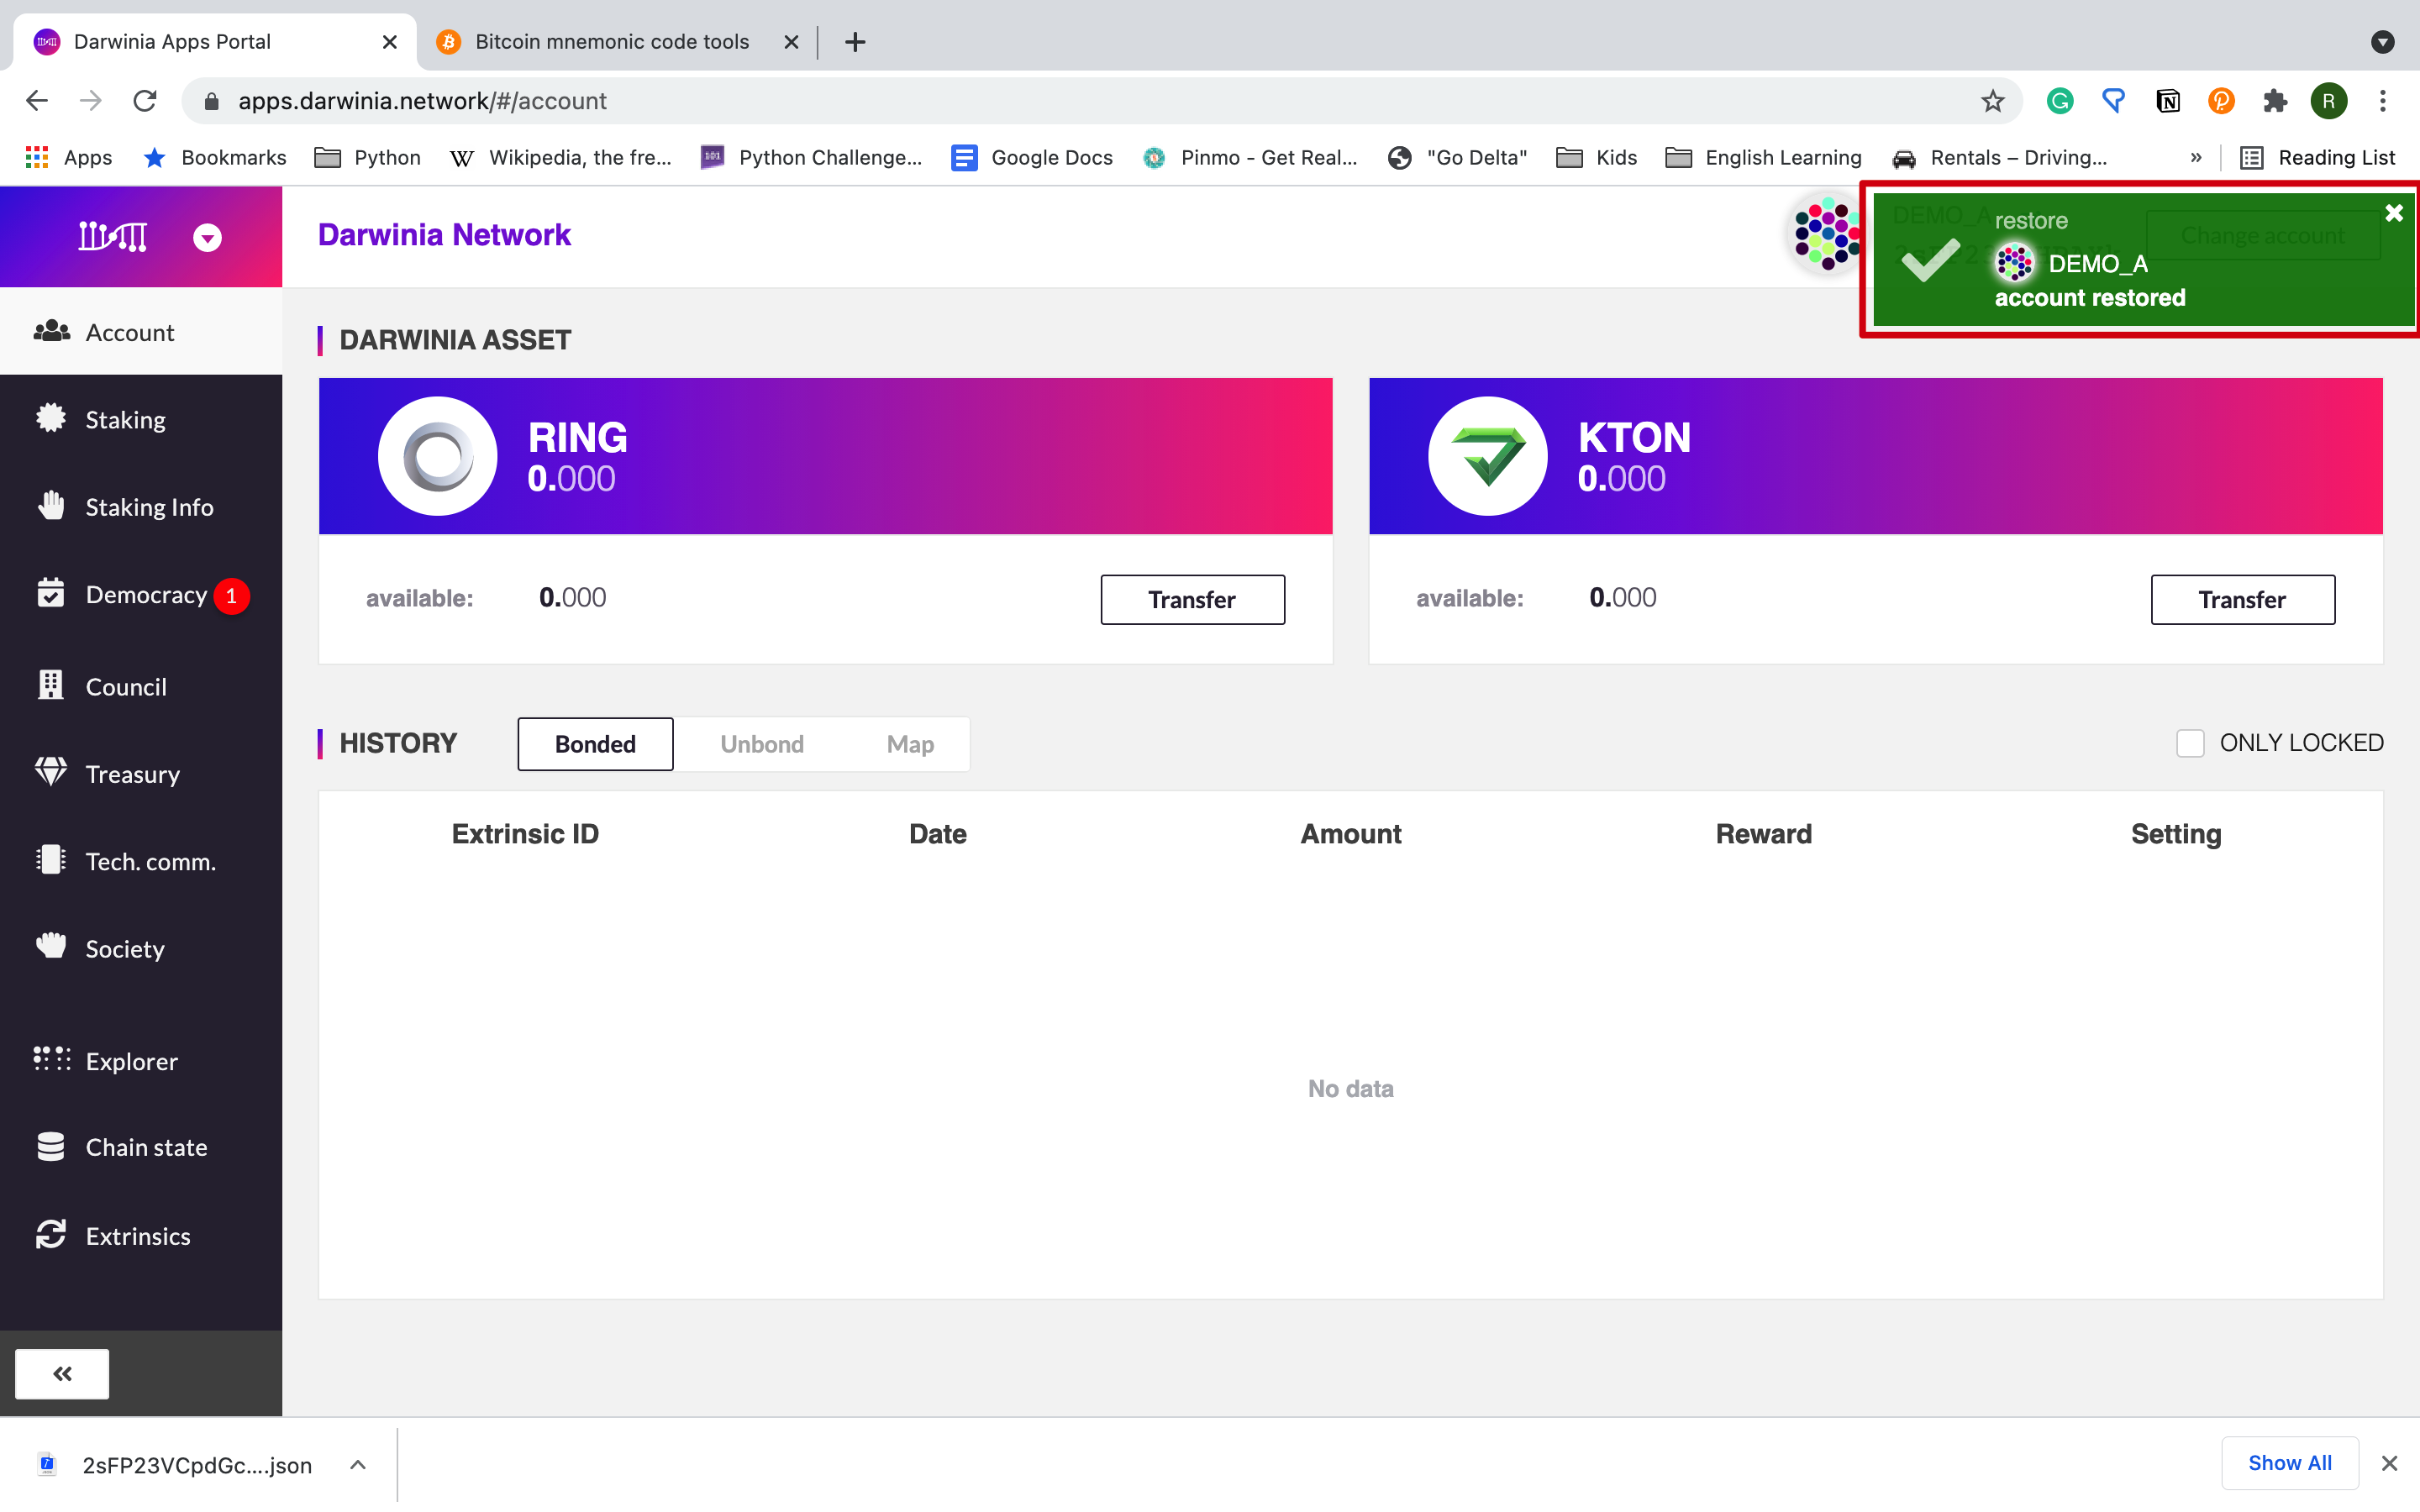 Darwinia Apps Portal
Bitcoin mnemonic code tools
apps.darwinia.network/#/account
R
Apps
Bookmarks
Python
Wikipedia, the fre...
Python Challenge...
Google Docs
Pinmo - Get Real...
"Go Delta"
Kids
English Learning
Rentals – Driving...
»
Reading List
Darwinia Network
DEMO_A
Change account
restore
DEMO_A
account restored
Account
Staking
Staking Info
Democracy 1
Council
Treasury
Tech. comm.
Society
Explorer
Chain state
Extrinsics
DARWINIA ASSET
RING
0.000
available: 0.000
Transfer
KTON
0.000
available: 0.000
Transfer
HISTORY
Bonded
Unbond
Map
ONLY LOCKED
Extrinsic ID
Date
Amount
Reward
Setting
No data
2sFP23VCpdGc....json
Show All